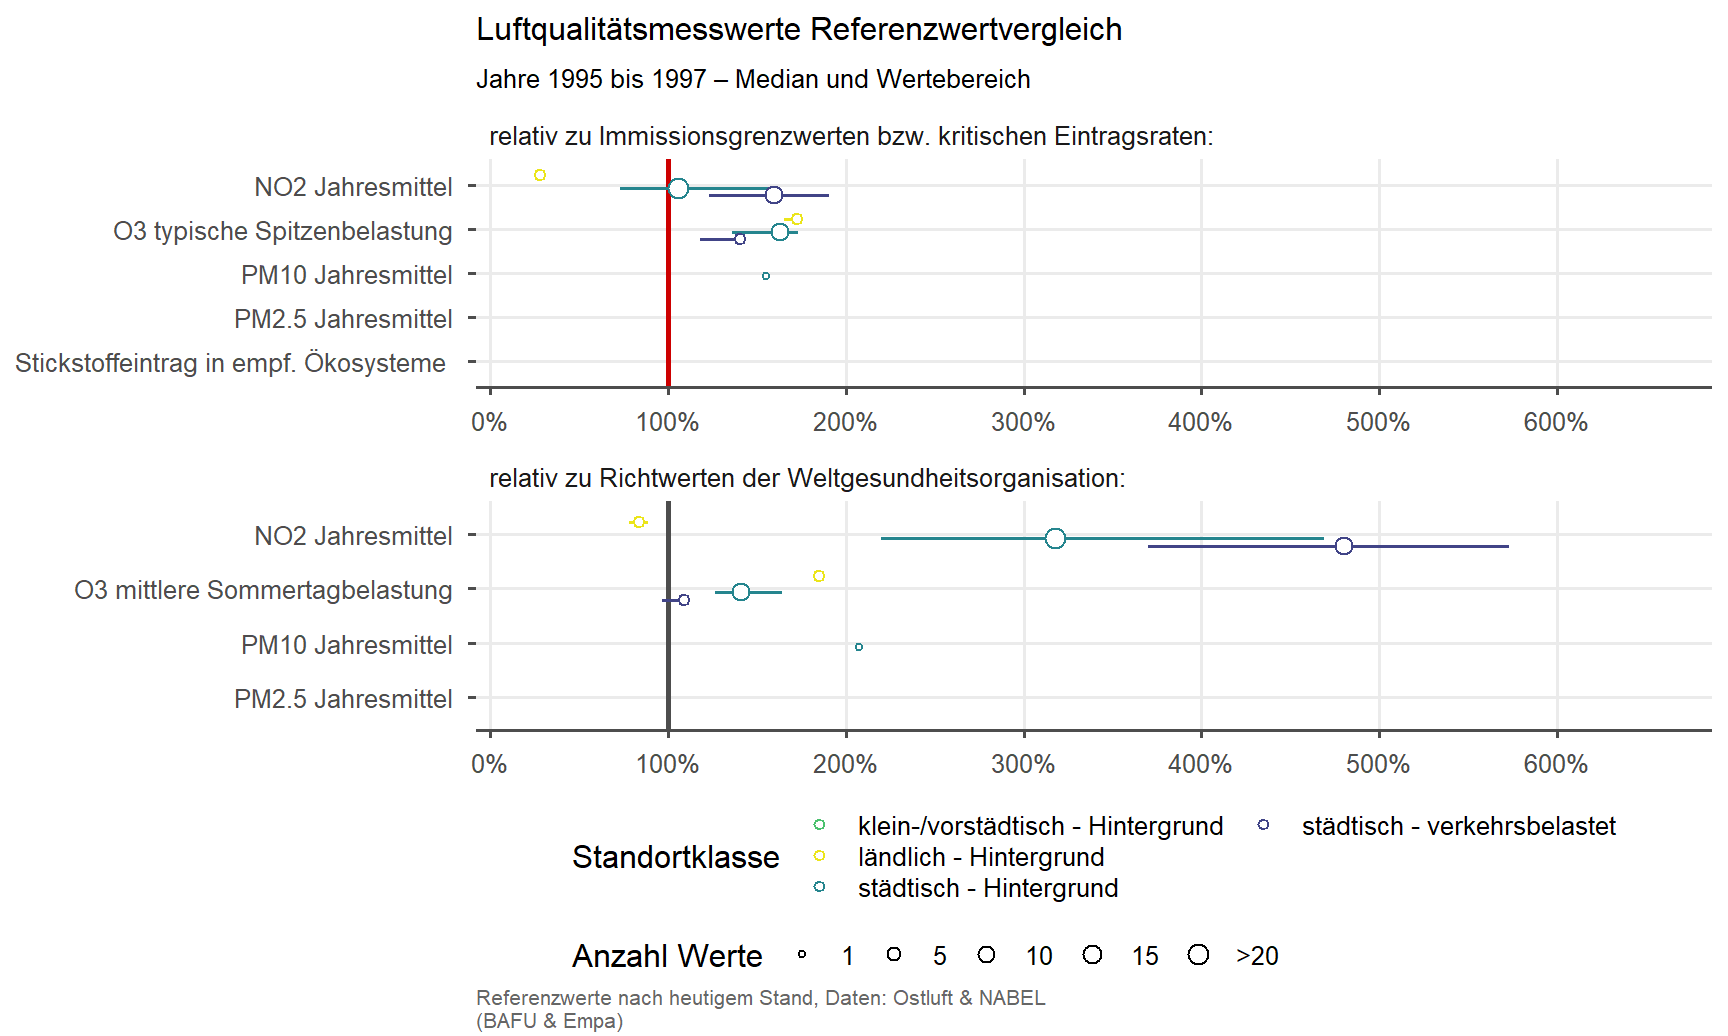 Luftqualitätsmesswerte Referenzwertvergleich
Jahre 1995 bis 1997 – Median und Wertebereich
relativ zu Immissionsgrenzwerten bzw. kritischen Eintragsraten:
NO2 Jahresmittel
O3 typische Spitzenbelastung
PM10 Jahresmittel
PM2.5 Jahresmittel
Stickstoffeintrag in empf. Ökosysteme
0% 100% 200% 300% 400% 500% 600%
relativ zu Richtwerten der Weltgesundheitsorganisation:
NO2 Jahresmittel
O3 mittlere Sommertagbelastung
PM10 Jahresmittel
PM2.5 Jahresmittel
0% 100% 200% 300% 400% 500% 600%
Standortklasse
klein-/vorstädtisch - Hintergrund
ländlich - Hintergrund
städtisch - Hintergrund
städtisch - verkehrsbelastet
Anzahl Werte 1 5 10 15 >20
Referenzwerte nach heutigem Stand, Daten: Ostluft & NABEL
(BAFU & Empa)